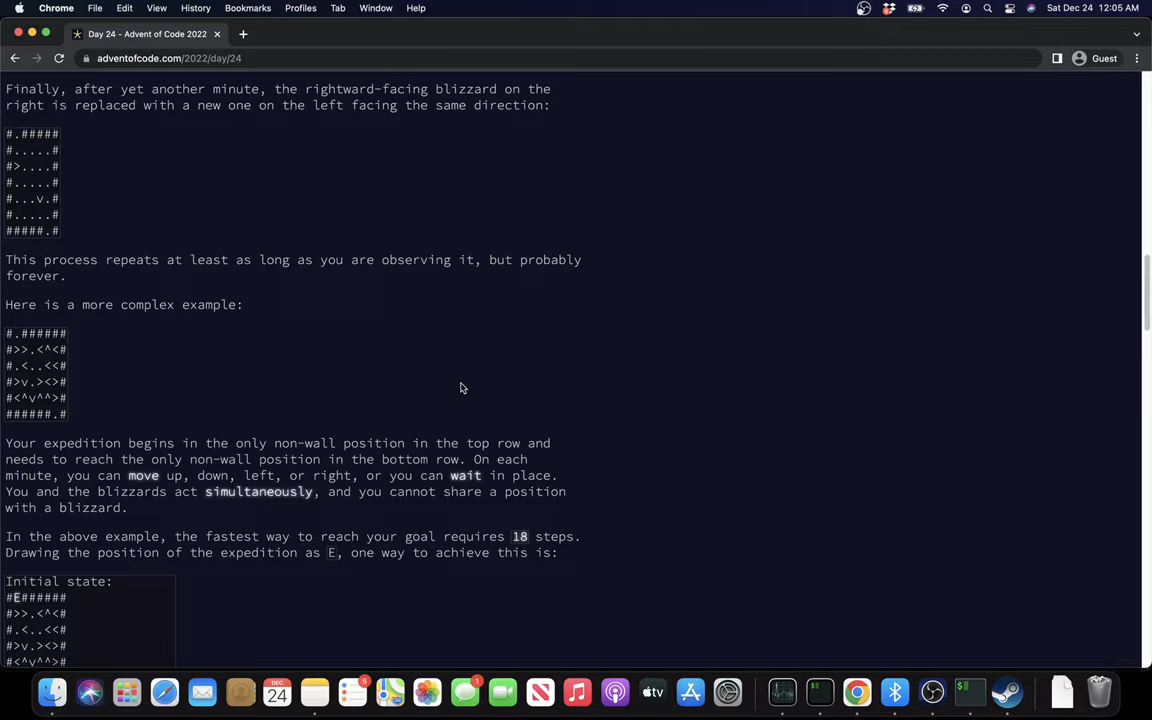 Chrome File Edit View History Bookmarks Profiles Tab Window Help
Sat Dec 24 12:05 AM
Day 24 - Advent of Code 2022
adventofcode.com/2022/day/24
Guest
Finally, after yet another minute, the rightward-facing blizzard on the
right is replaced with a new one on the left facing the same direction:
#.#####
#.....#
#>....#
#.....#
#...v.#
#.....#
#####.#
This process repeats at least as long as you are observing it, but probably
forever.
Here is a more complex example:
#.######
#>>.<^<#
#.<..<<#
#>v.><>#
#<^v^^>#
######.#
Your expedition begins in the only non-wall position in the top row and
needs to reach the only non-wall position in the bottom row. On each
minute, you can move up, down, left, or right, or you can wait in place.
You and the blizzards act simultaneously, and you cannot share a position
with a blizzard.
In the above example, the fastest way to reach your goal requires 18 steps.
Drawing the position of the expedition as E, one way to achieve this is:
Initial state:
#E######
#>>.<^<#
#.<..<<#
#>v.><>#
#<^v^^>#
DEC
24
6
1
tv
$